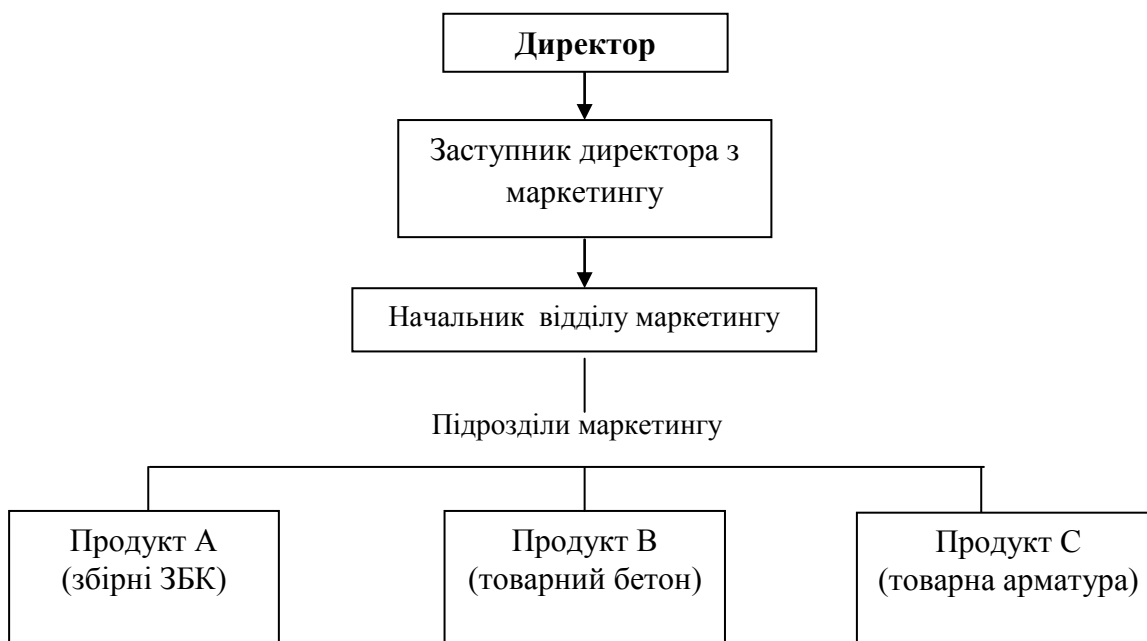 Директор
Заступник директора з
маркетингу
Начальник відділу маркетингу
Підрозділи маркетингу
Продукт А
(збірні ЗБК)
Продукт В
(товарний бетон)
Продукт С
(товарна арматура)